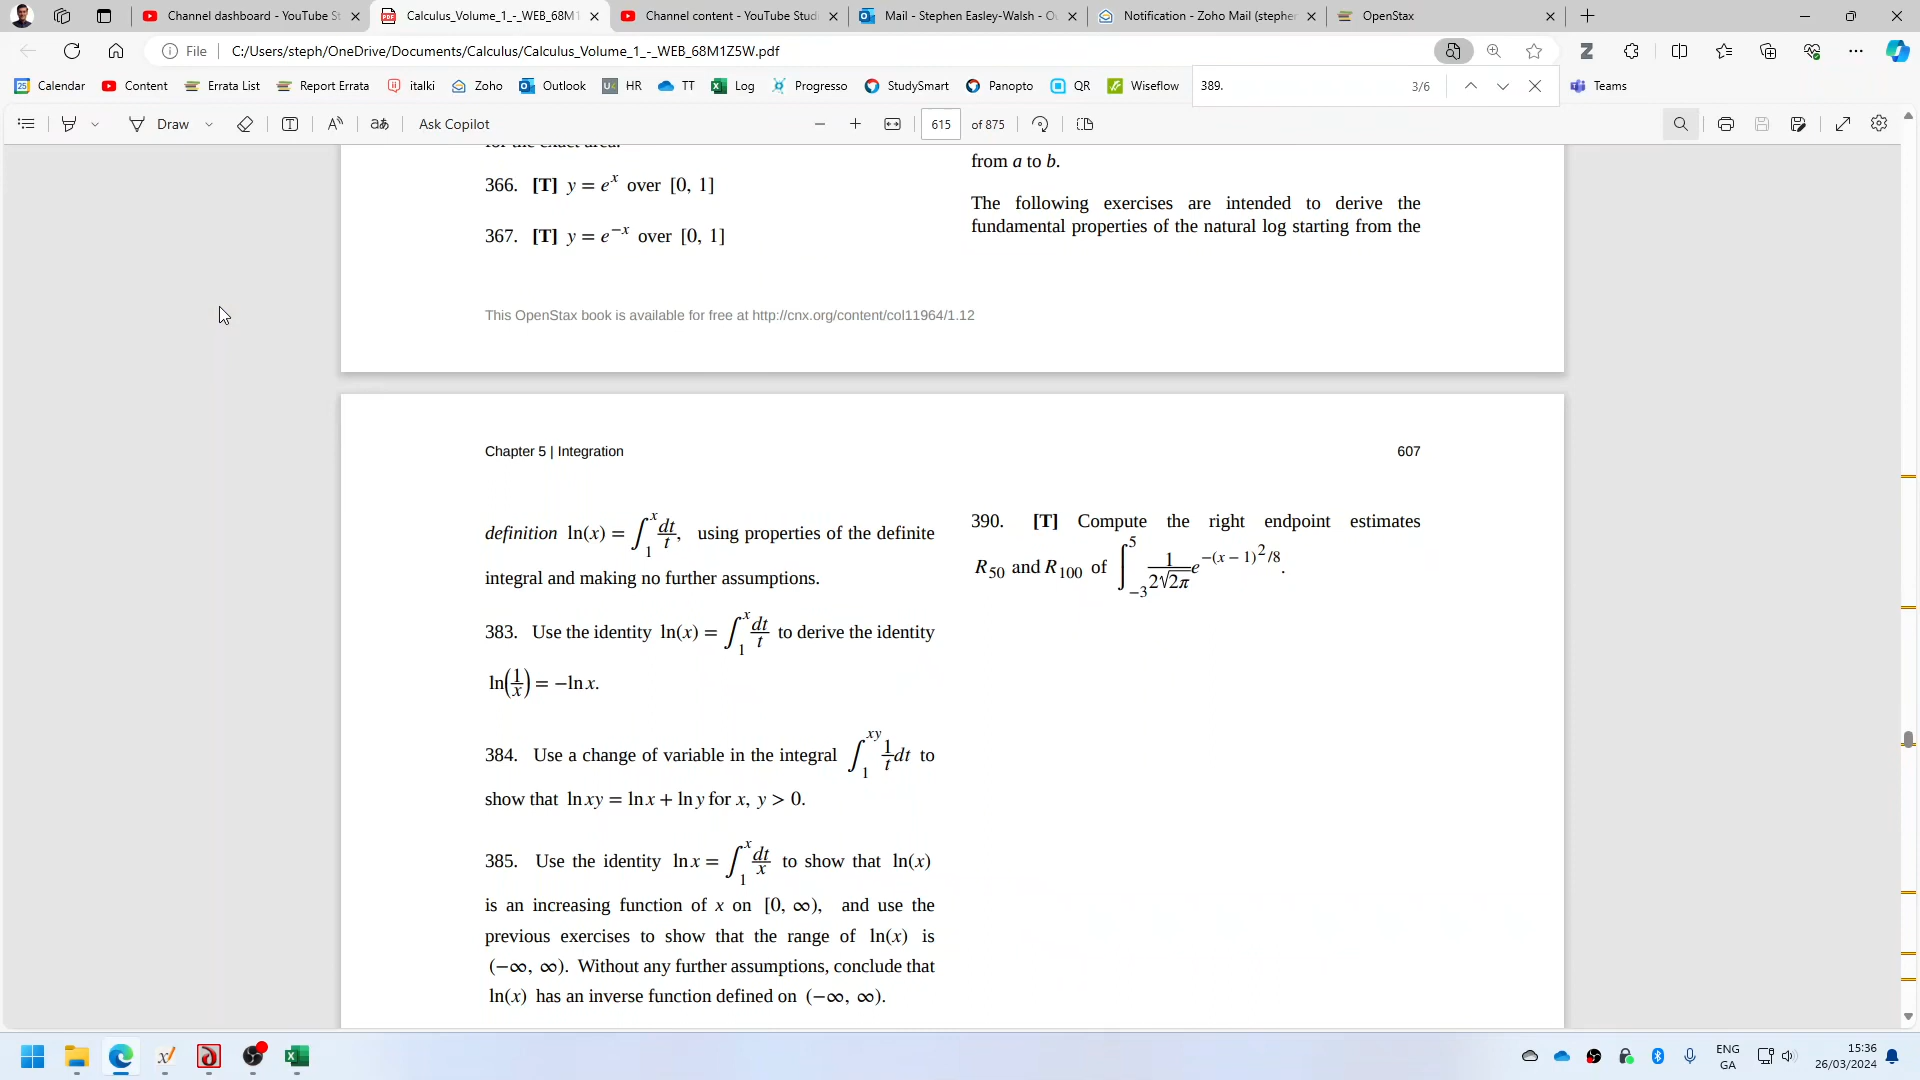 Channel dashboard - YouTube St
Calculus_Volume_1_-_WEB_68M1
Channel content - YouTube Studi
Mail - Stephen Easley-Walsh - Ou
Notification - Zoho Mail (stepher
OpenStax
File
C:/Users/steph/OneDrive/Documents/Calculus/Calculus_Volume_1_-_WEB_68M1Z5W.pdf
Calendar Content Errata List Report Errata italki Zoho Outlook HR TT Log Progresso StudySmart Panopto QR Wiseflow
389. 3/6
Teams
Draw Ask Copilot
615 of 875
366. [T] y = e^x over [0, 1]
367. [T] y = e^−x over [0, 1]
from a to b.
The following exercises are intended to derive the
fundamental properties of the natural log starting from the
This OpenStax book is available for free at http://cnx.org/content/col11964/1.12
Chapter 5 | Integration 607
definition ln(x) = ∫_1^x dt/t, using properties of the definite
integral and making no further assumptions.
383. Use the identity ln(x) = ∫_1^x dt/t to derive the identity
ln(1/x) = −ln x.
384. Use a change of variable in the integral ∫_1^xy 1/t dt to
show that ln xy = ln x + ln y for x, y > 0.
385. Use the identity ln x = ∫_1^x dt/x to show that ln(x)
is an increasing function of x on [0, ∞), and use the
previous exercises to show that the range of ln(x) is
(−∞, ∞). Without any further assumptions, conclude that
ln(x) has an inverse function defined on (−∞, ∞).
390. [T] Compute the right endpoint estimates
R50 and R100 of ∫_−3^5 1/(2√2π) e^−(x − 1)^2/8.
ENG
GA
15:36
26/03/2024